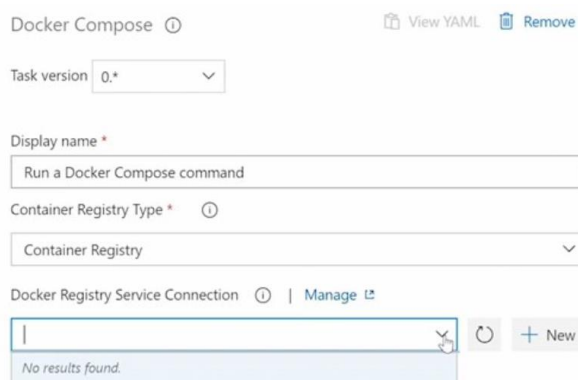 Docker Compose
View YAML Remove
Task version 0.*
Display name *
Run a Docker Compose command
Container Registry Type *
Container Registry
Docker Registry Service Connection | Manage
+ New
No results found.